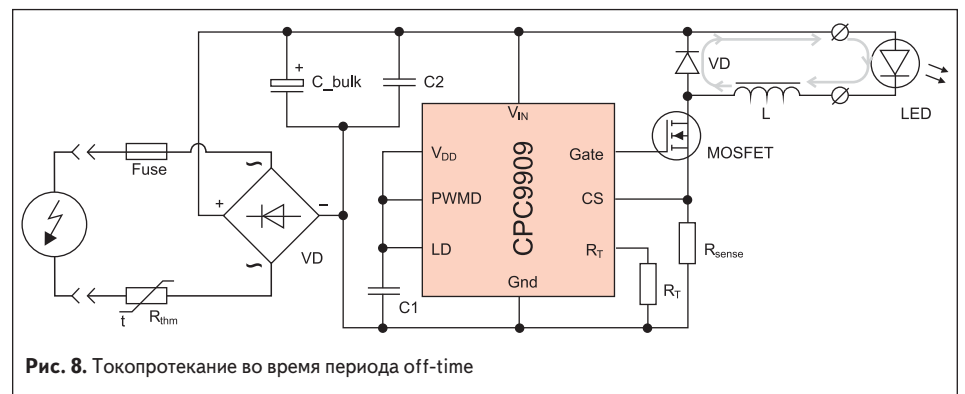 C_bulk
+
C2
VD
L
LED
MOSFET
Fuse
~
+
−
~
VD
t
Rthm
VIN
VDD
PWMD
LD
CPC9909
Gate
CS
RT
Gnd
C1
RT
Rsense
Рис. 8. Токопротекание во время периода off-time